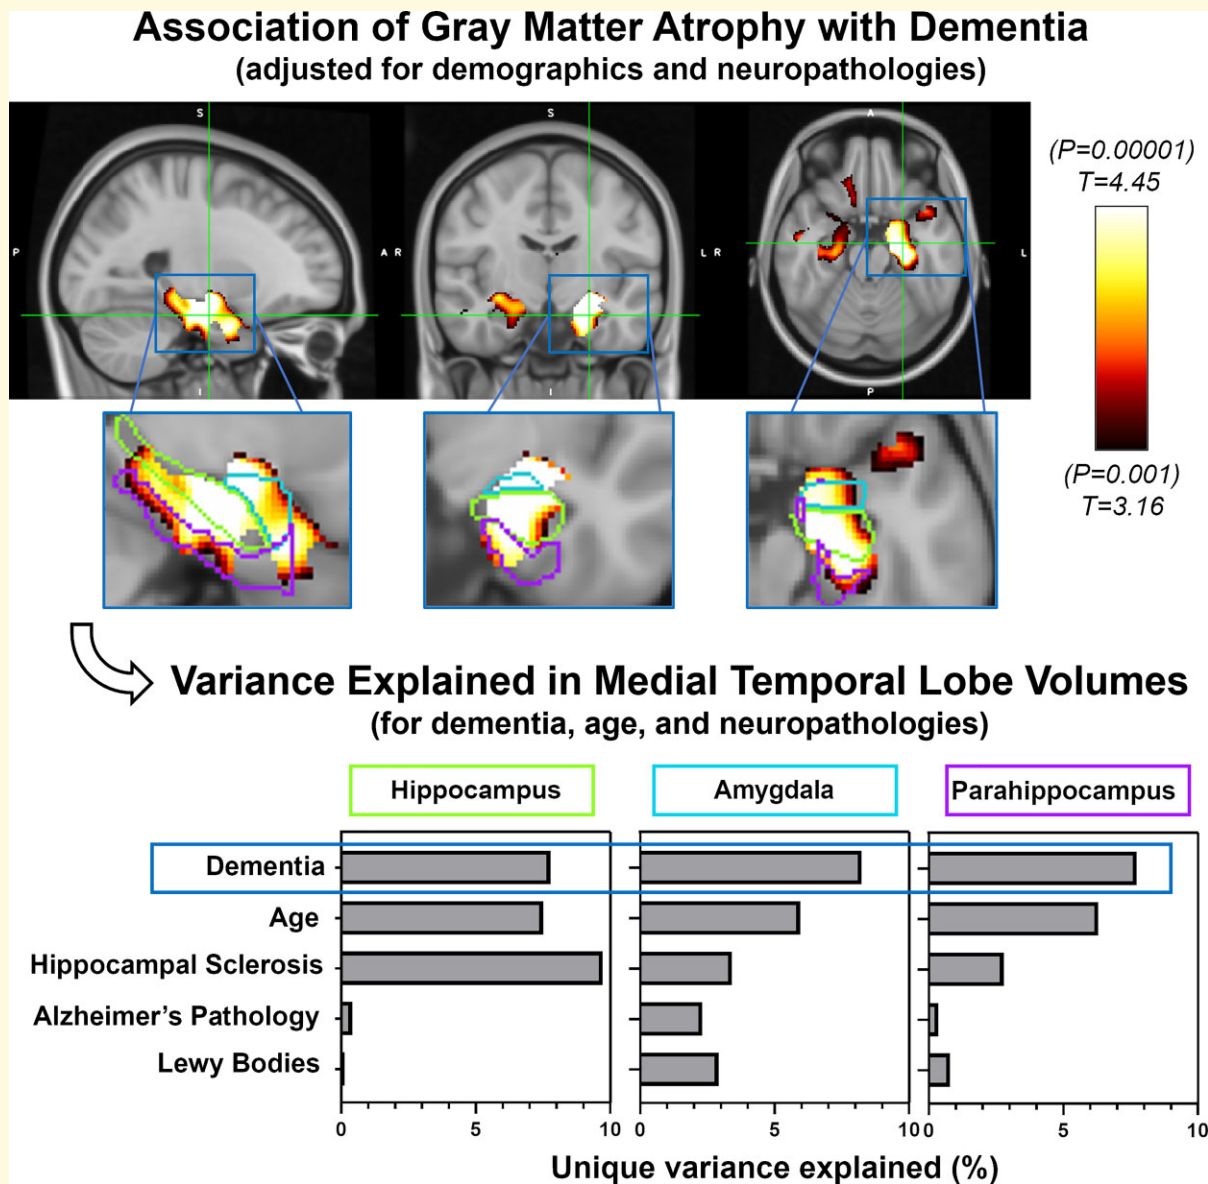 Association of Gray Matter Atrophy with Dementia
(adjusted for demographics and neuropathologies)
S
P
A
I
S
R
L
I
A
R
L
P
(P=0.00001)
T=4.45
(P=0.001)
T=3.16
Variance Explained in Medial Temporal Lobe Volumes
(for dementia, age, and neuropathologies)
Hippocampus
Amygdala
Parahippocampus
Dementia
Age
Hippocampal Sclerosis
Alzheimer's Pathology
Lewy Bodies
0 5 10
0 5 10
0 5 10
Unique variance explained (%)